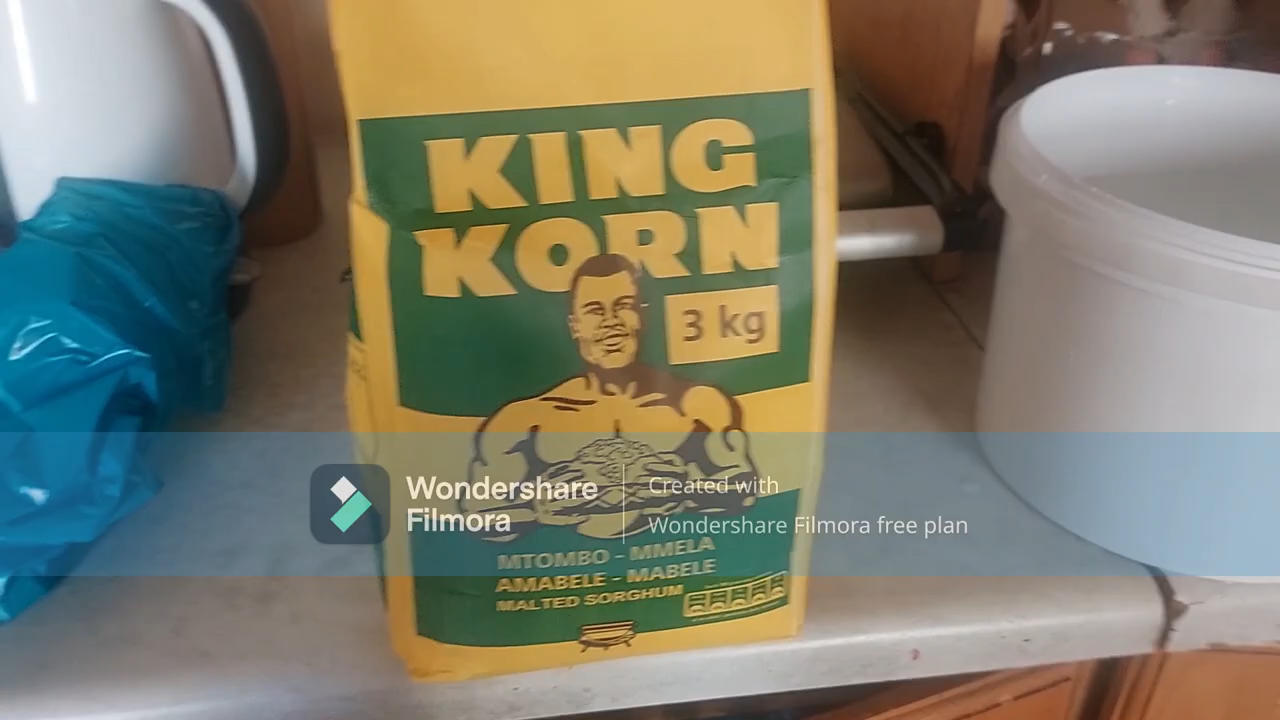 KING
KORN
3 kg
Wondershare
Filmora
Created with
Wondershare Filmora free plan
MTOMBO - MMELA
AMABELE - MABELE
MALTED SORGHUM